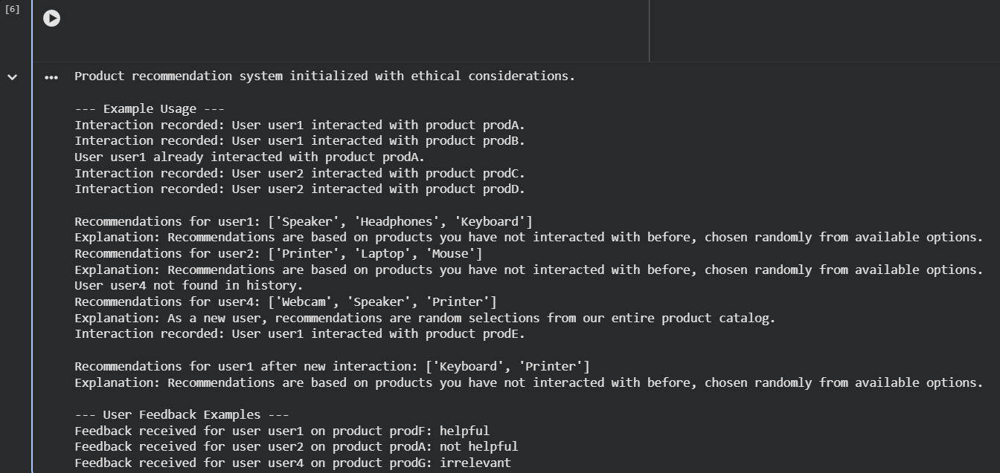 [6]
Product recommendation system initialized with ethical considerations.
--- Example Usage ---
Interaction recorded: User user1 interacted with product prodA.
Interaction recorded: User user1 interacted with product prodB.
User user1 already interacted with product prodA.
Interaction recorded: User user2 interacted with product prodC.
Interaction recorded: User user2 interacted with product prodD.
Recommendations for user1: ['Speaker', 'Headphones', 'Keyboard']
Explanation: Recommendations are based on products you have not interacted with before, chosen randomly from available options.
Recommendations for user2: ['Printer', 'Laptop', 'Mouse']
Explanation: Recommendations are based on products you have not interacted with before, chosen randomly from available options.
User user4 not found in history.
Recommendations for user4: ['Webcam', 'Speaker', 'Printer']
Explanation: As a new user, recommendations are random selections from our entire product catalog.
Interaction recorded: User user1 interacted with product prodE.
Recommendations for user1 after new interaction: ['Keyboard', 'Printer']
Explanation: Recommendations are based on products you have not interacted with before, chosen randomly from available options.
--- User Feedback Examples ---
Feedback received for user user1 on product prodF: helpful
Feedback received for user user2 on product prodA: not helpful
Feedback received for user user4 on product prodG: irrelevant